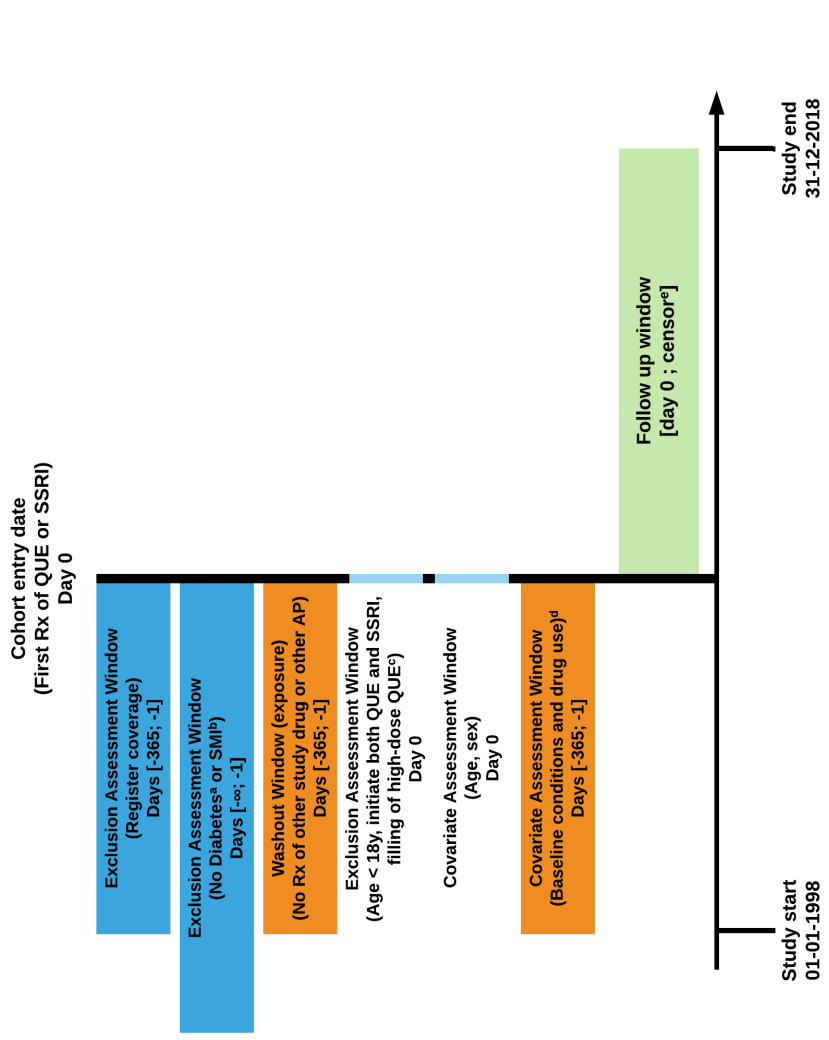 Cohort entry date
(First Rx of QUE or SSRI)
Day 0
Exclusion Assessment Window
(Register coverage)
Days [-365; -1]
Exclusion Assessment Window
(No Diabetesᵃ or SMIᵇ)
Days [-∞; -1]
Washout Window (exposure)
(No Rx of other study drug or other AP)
Days [-365; -1]
Exclusion Assessment Window
(Age < 18y, initiate both QUE and SSRI,
filling of high-dose QUEᶜ)
Day 0
Covariate Assessment Window
(Age, sex)
Day 0
Covariate Assessment Window
(Baseline conditions and drug use)ᵈ
Days [-365; -1]
Follow up window
[day 0 ; censorᵉ]
Study start
01-01-1998
Study end
31-12-2018